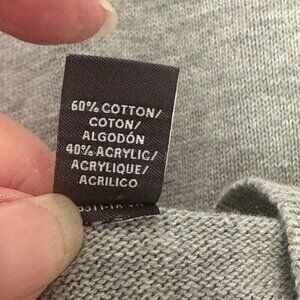 60% COTTON/
COTON/
ALGODÓN
40% ACRYLIC/
ACRYLIQUE/
ACRILICO